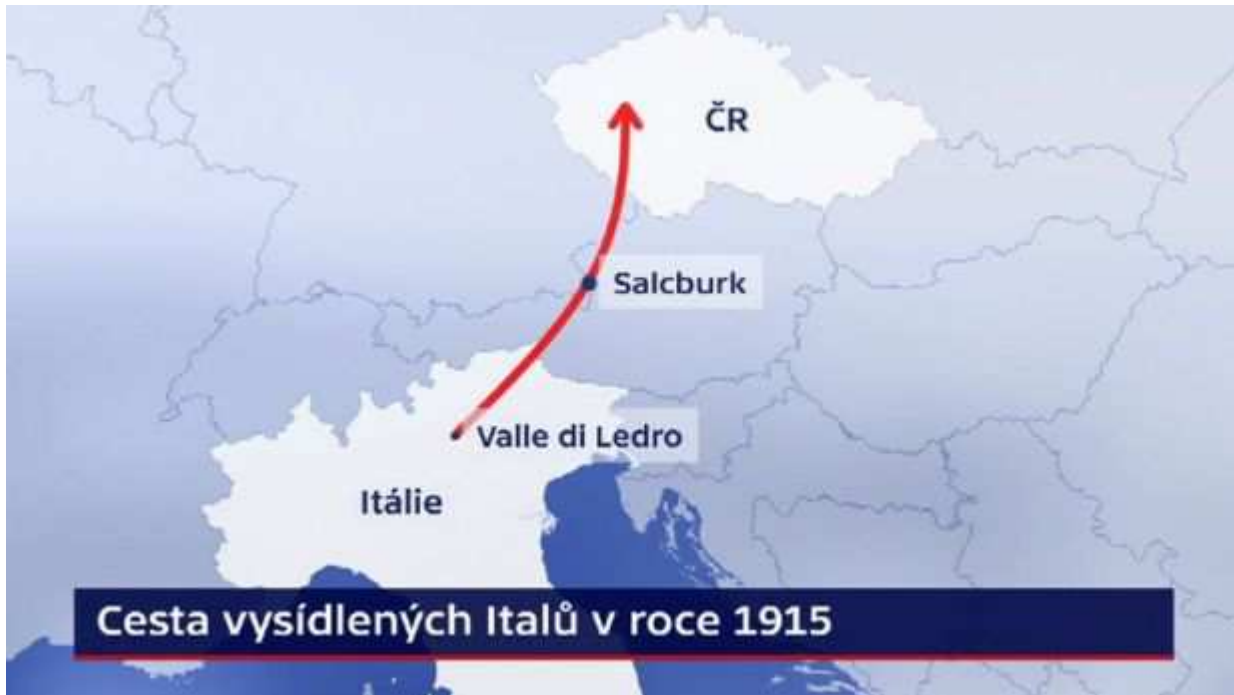 ČR
Salcburk
Valle di Ledro
Itálie
Cesta vysídlených Italů v roce 1915